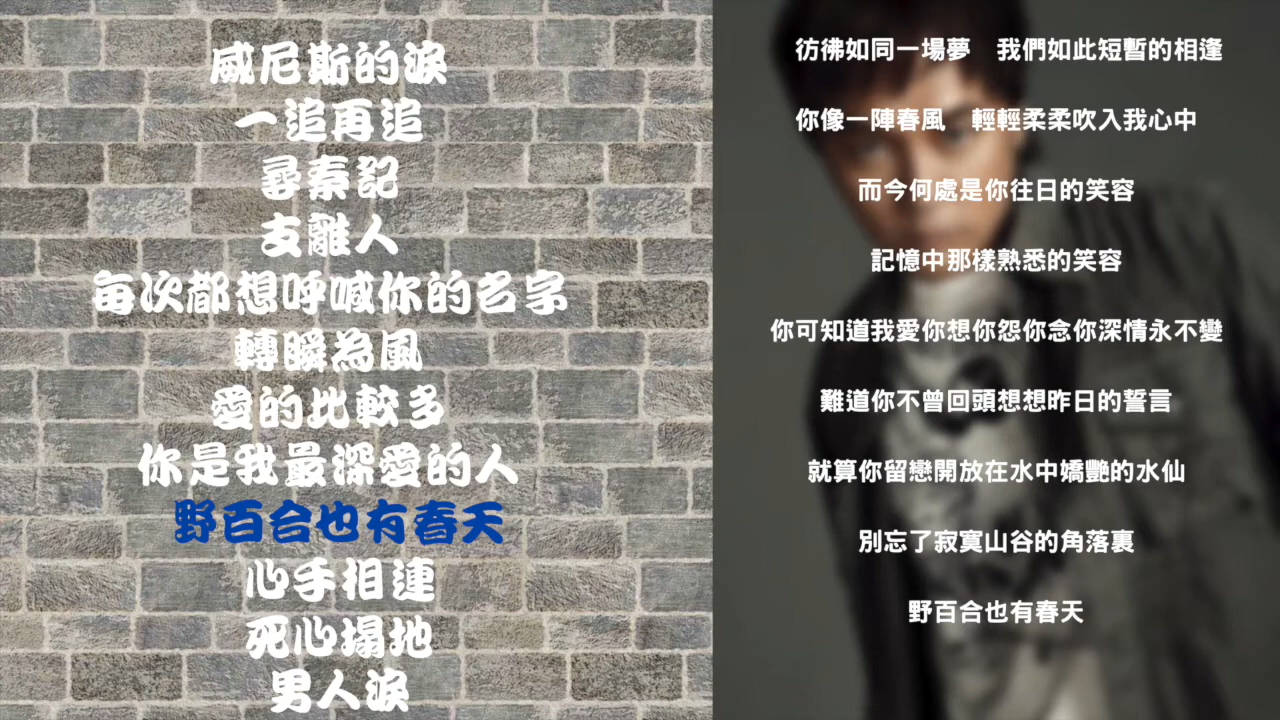 威尼斯的淚
一追再追
尋秦記
支離人
每次都想呼喊你的名字
轉瞬為風
愛的比較多
你是我最深愛的人
野百合也有春天
心手相連
死心塌地
男人淚
彷彿如同一場夢　我們如此短暫的相逢
你像一陣春風　輕輕柔柔吹入我心中
而今何處是你往日的笑容
記憶中那樣熟悉的笑容
你可知道我愛你想你怨你念你深情永不變
難道你不曾回頭想想昨日的誓言
就算你留戀開放在水中嬌艷的水仙
別忘了寂寞山谷的角落裏
野百合也有春天